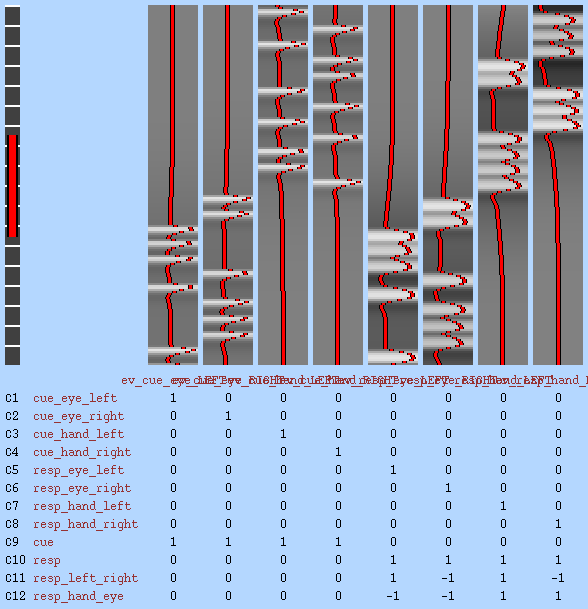 C1 cue_eye_left 1 0 0 0 0 0 0 0
C2 cue_eye_right 0 1 0 0 0 0 0 0
C3 cue_hand_left 0 0 1 0 0 0 0 0
C4 cue_hand_right 0 0 0 1 0 0 0 0
C5 resp_eye_left 0 0 0 0 1 0 0 0
C6 resp_eye_right 0 0 0 0 0 1 0 0
C7 resp_hand_left 0 0 0 0 0 0 1 0
C8 resp_hand_right 0 0 0 0 0 0 0 1
C9 cue 1 1 1 1 0 0 0 0
C10 resp 0 0 0 0 1 1 1 1
C11 resp_left_right 0 0 0 0 1 -1 1 -1
C12 resp_hand_eye 0 0 0 0 -1 -1 1 1